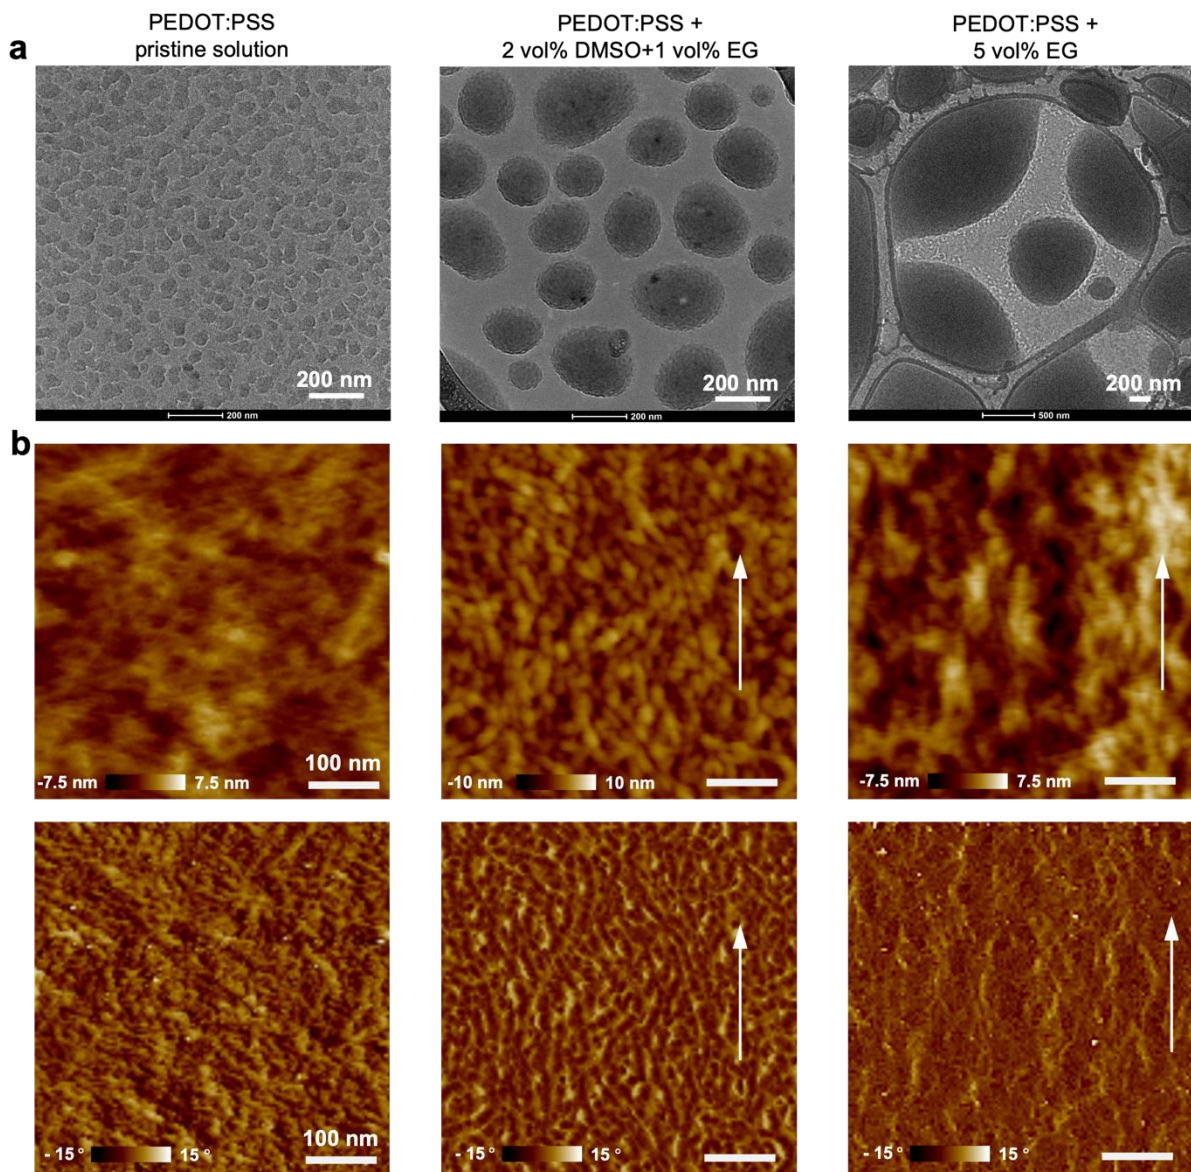 PEDOT:PSS
pristine solution
PEDOT:PSS +
2 vol% DMSO+1 vol% EG
PEDOT:PSS +
5 vol% EG
a
200 nm
200 nm
200 nm
200 nm
200 nm
500 nm
b
-7.5 nm 7.5 nm
100 nm
-10 nm 10 nm
-7.5 nm 7.5 nm
- 15 ° 15 °
100 nm
- 15 ° 15 °
- 15 ° 15 °